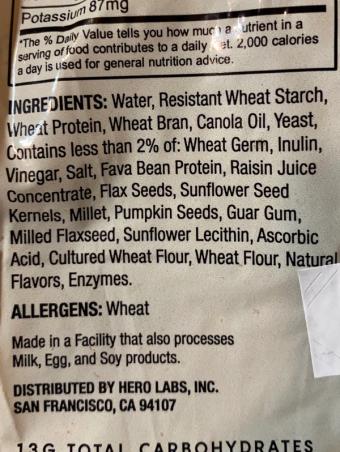 Potassium 87mg
*The % Daily Value tells you how much a nutrient in a
serving of food contributes to a daily diet. 2,000 calories
a day is used for general nutrition advice.
INGREDIENTS: Water, Resistant Wheat Starch,
Wheat Protein, Wheat Bran, Canola Oil, Yeast,
Contains less than 2% of: Wheat Germ, Inulin,
Vinegar, Salt, Fava Bean Protein, Raisin Juice
Concentrate, Flax Seeds, Sunflower Seed
Kernels, Millet, Pumpkin Seeds, Guar Gum,
Milled Flaxseed, Sunflower Lecithin, Ascorbic
Acid, Cultured Wheat Flour, Wheat Flour, Natural
Flavors, Enzymes.
ALLERGENS: Wheat
Made in a Facility that also processes
Milk, Egg, and Soy products.
DISTRIBUTED BY HERO LABS, INC.
SAN FRANCISCO, CA 94107
13G TOTAL CARBOHYDRATES